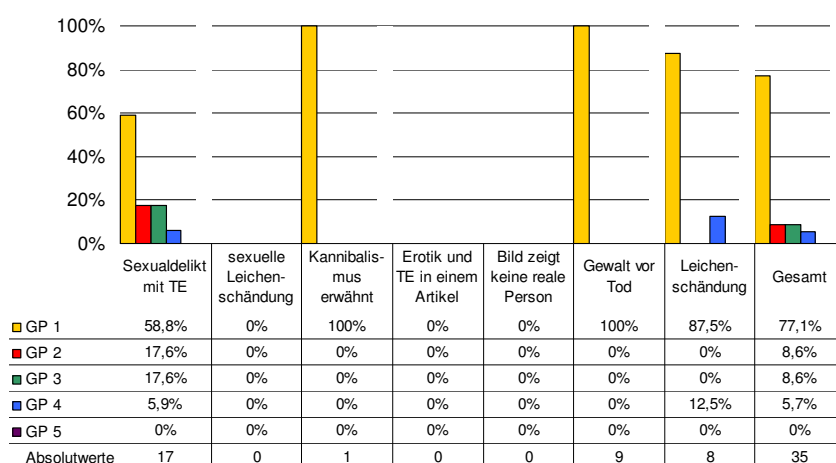 100%
80%
60%
40%
20%
0%
Sexualdelikt mit TE
sexuelle Leichen-schändung
Kannibalis-mus erwähnt
Erotik und TE in einem Artikel
Bild zeigt keine reale Person
Gewalt vor Tod
Leichen-schändung
Gesamt
GP 1 58,8% 0% 100% 0% 0% 100% 87,5% 77,1%
GP 2 17,6% 0% 0% 0% 0% 0% 0% 8,6%
GP 3 17,6% 0% 0% 0% 0% 0% 0% 8,6%
GP 4 5,9% 0% 0% 0% 0% 0% 12,5% 5,7%
GP 5 0% 0% 0% 0% 0% 0% 0% 0%
Absolutwerte 17 0 1 0 0 9 8 35